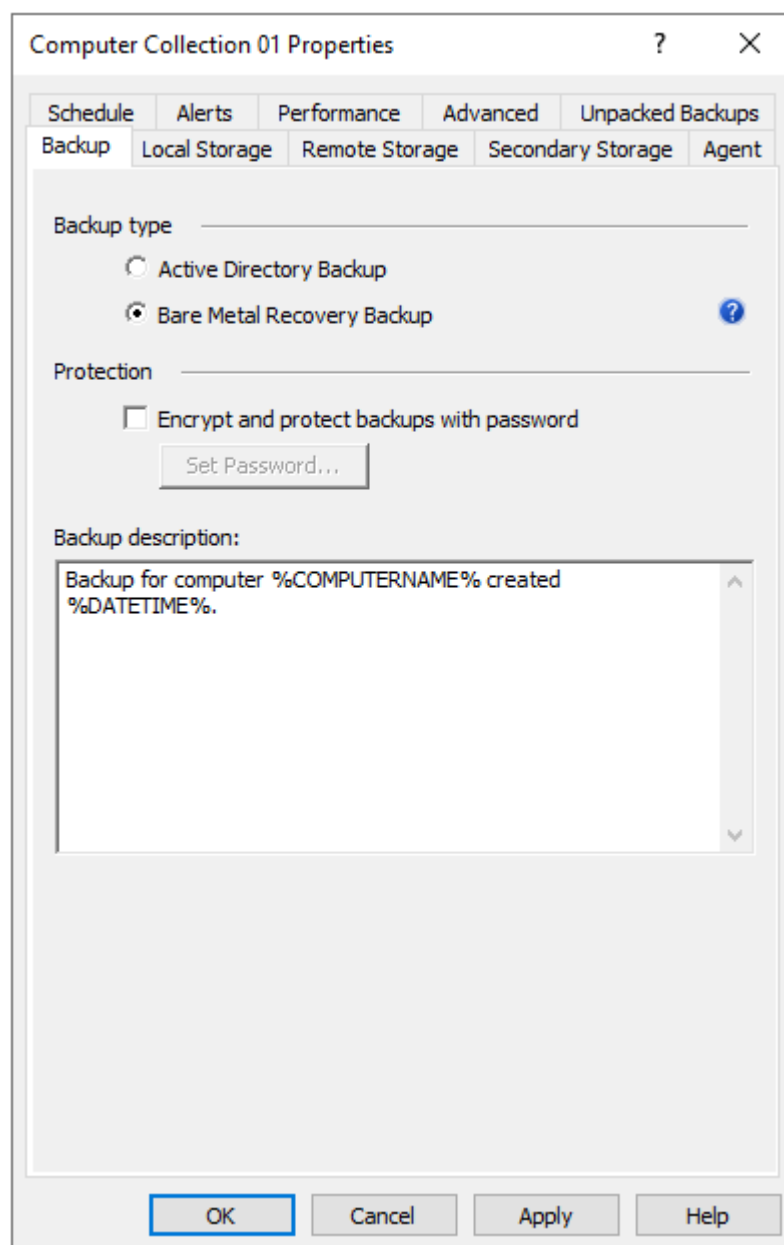 Computer Collection 01 Properties ?
Schedule Alerts Performance Advanced Unpacked Backups
Backup Local Storage Remote Storage Secondary Storage Agent
Backup type
Active Directory Backup
Bare Metal Recovery Backup ?
Protection
Encrypt and protect backups with password
Set Password...
Backup description:
Backup for computer %COMPUTERNAME% created
%DATETIME%.
OK Cancel Apply Help